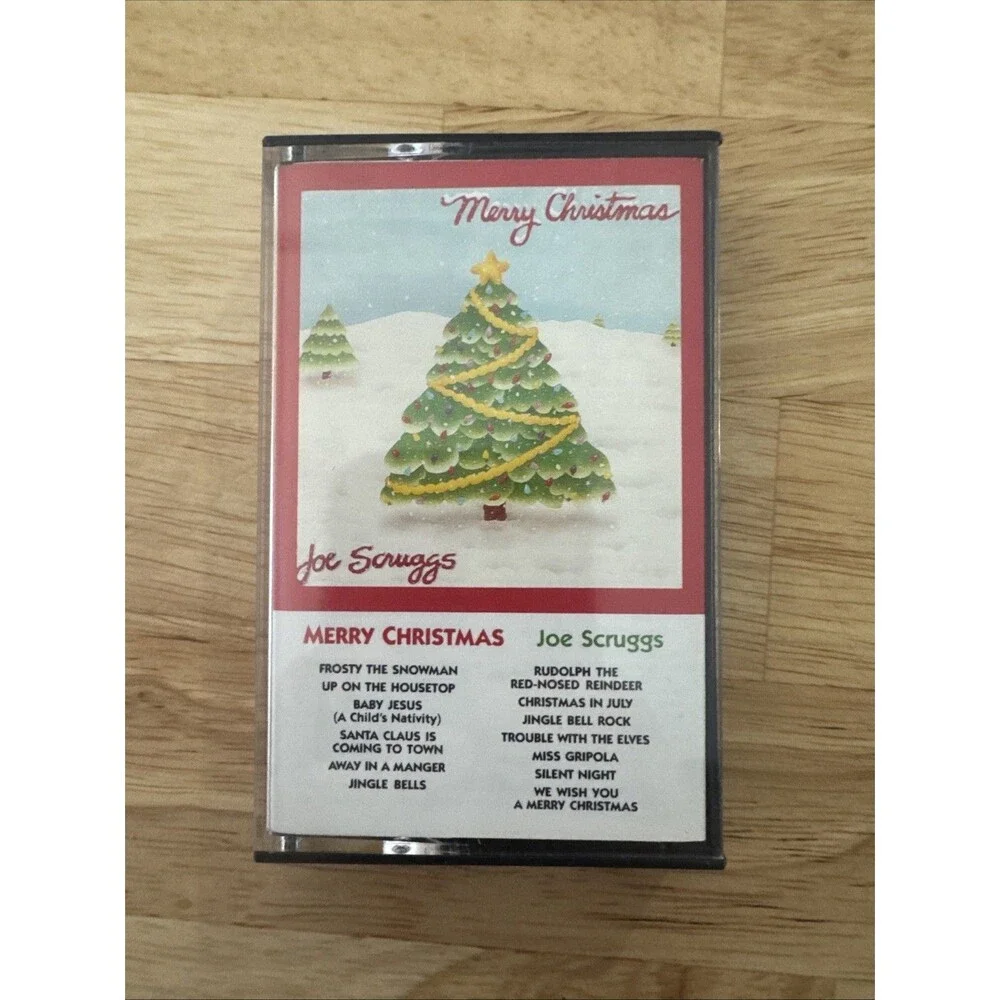 Merry Christmas
Joe Scruggs
MERRY CHRISTMAS Joe Scruggs
FROSTY THE SNOWMAN
UP ON THE HOUSETOP
BABY JESUS
(A Child's Nativity)
SANTA CLAUS IS
COMING TO TOWN
AWAY IN A MANGER
JINGLE BELLS
RUDOLPH THE
RED-NOSED REINDEER
CHRISTMAS IN JULY
JINGLE BELL ROCK
TROUBLE WITH THE ELVES
MISS GRIPOLA
SILENT NIGHT
WE WISH YOU
A MERRY CHRISTMAS